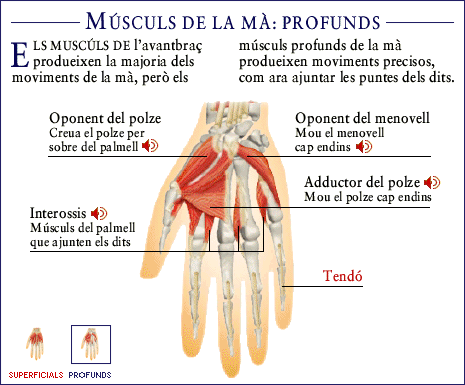 MÚSCULS DE LA MÀ: PROFUNDS
ELS MUSCÚLS DE l'avantbraç
produeixen la majoria dels
moviments de la mà, però els
músculs profunds de la mà
produeixen moviments precisos,
com ara ajuntar les puntes dels dits.
Oponent del polze
Creua el polze per
sobre del palmell
Oponent del menovell
Mou el menovell
cap endins
Adductor del polze
Mou el polze cap endins
Interossis
Músculs del palmell
que ajunten els dits
Tendó
SUPERFICIALS PROFUNDS